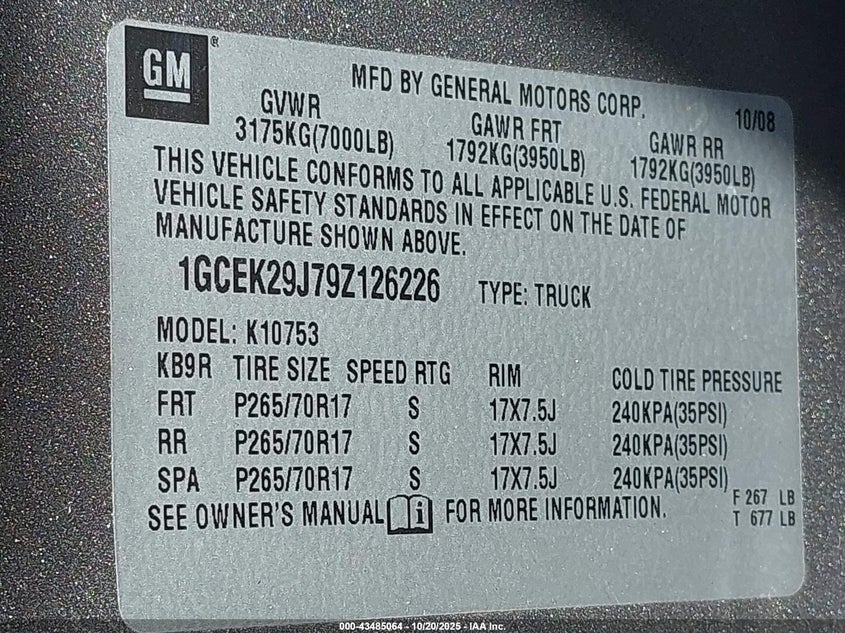 GM®
MFD BY GENERAL MOTORS CORP. 10/08
GVWR GAWR FRT GAWR RR
3175KG(7000LB) 1792KG(3950LB) 1792KG(3950LB)
THIS VEHICLE CONFORMS TO ALL APPLICABLE U.S. FEDERAL MOTOR
VEHICLE SAFETY STANDARDS IN EFFECT ON THE DATE OF
MANUFACTURE SHOWN ABOVE.
1GCEK29J79Z126226 TYPE: TRUCK
MODEL: K10753
KB9R TIRE SIZE SPEED RTG RIM COLD TIRE PRESSURE
FRT P265/70R17 S 17X7.5J 240KPA(35PSI)
RR P265/70R17 S 17X7.5J 240KPA(35PSI)
SPA P265/70R17 S 17X7.5J 240KPA(35PSI)
F 267 LB
SEE OWNER'S MANUAL i FOR MORE INFORMATION. T 677 LB
000-43485064 - 10/20/2025 - IAA Inc.